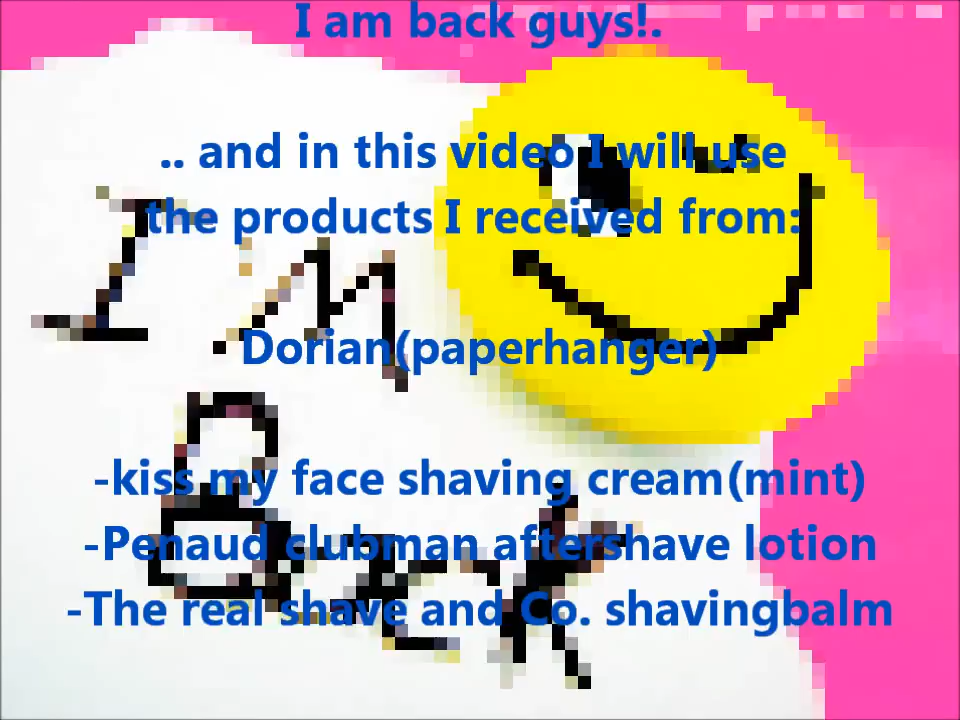 I am back guys!.
.. and in this video I will use
the products I received from:
Dorian(paperhanger)
-kiss my face shaving cream(mint)
-Penaud clubman aftershave lotion
-The real shave and Co. shavingbalm
I'm
Back